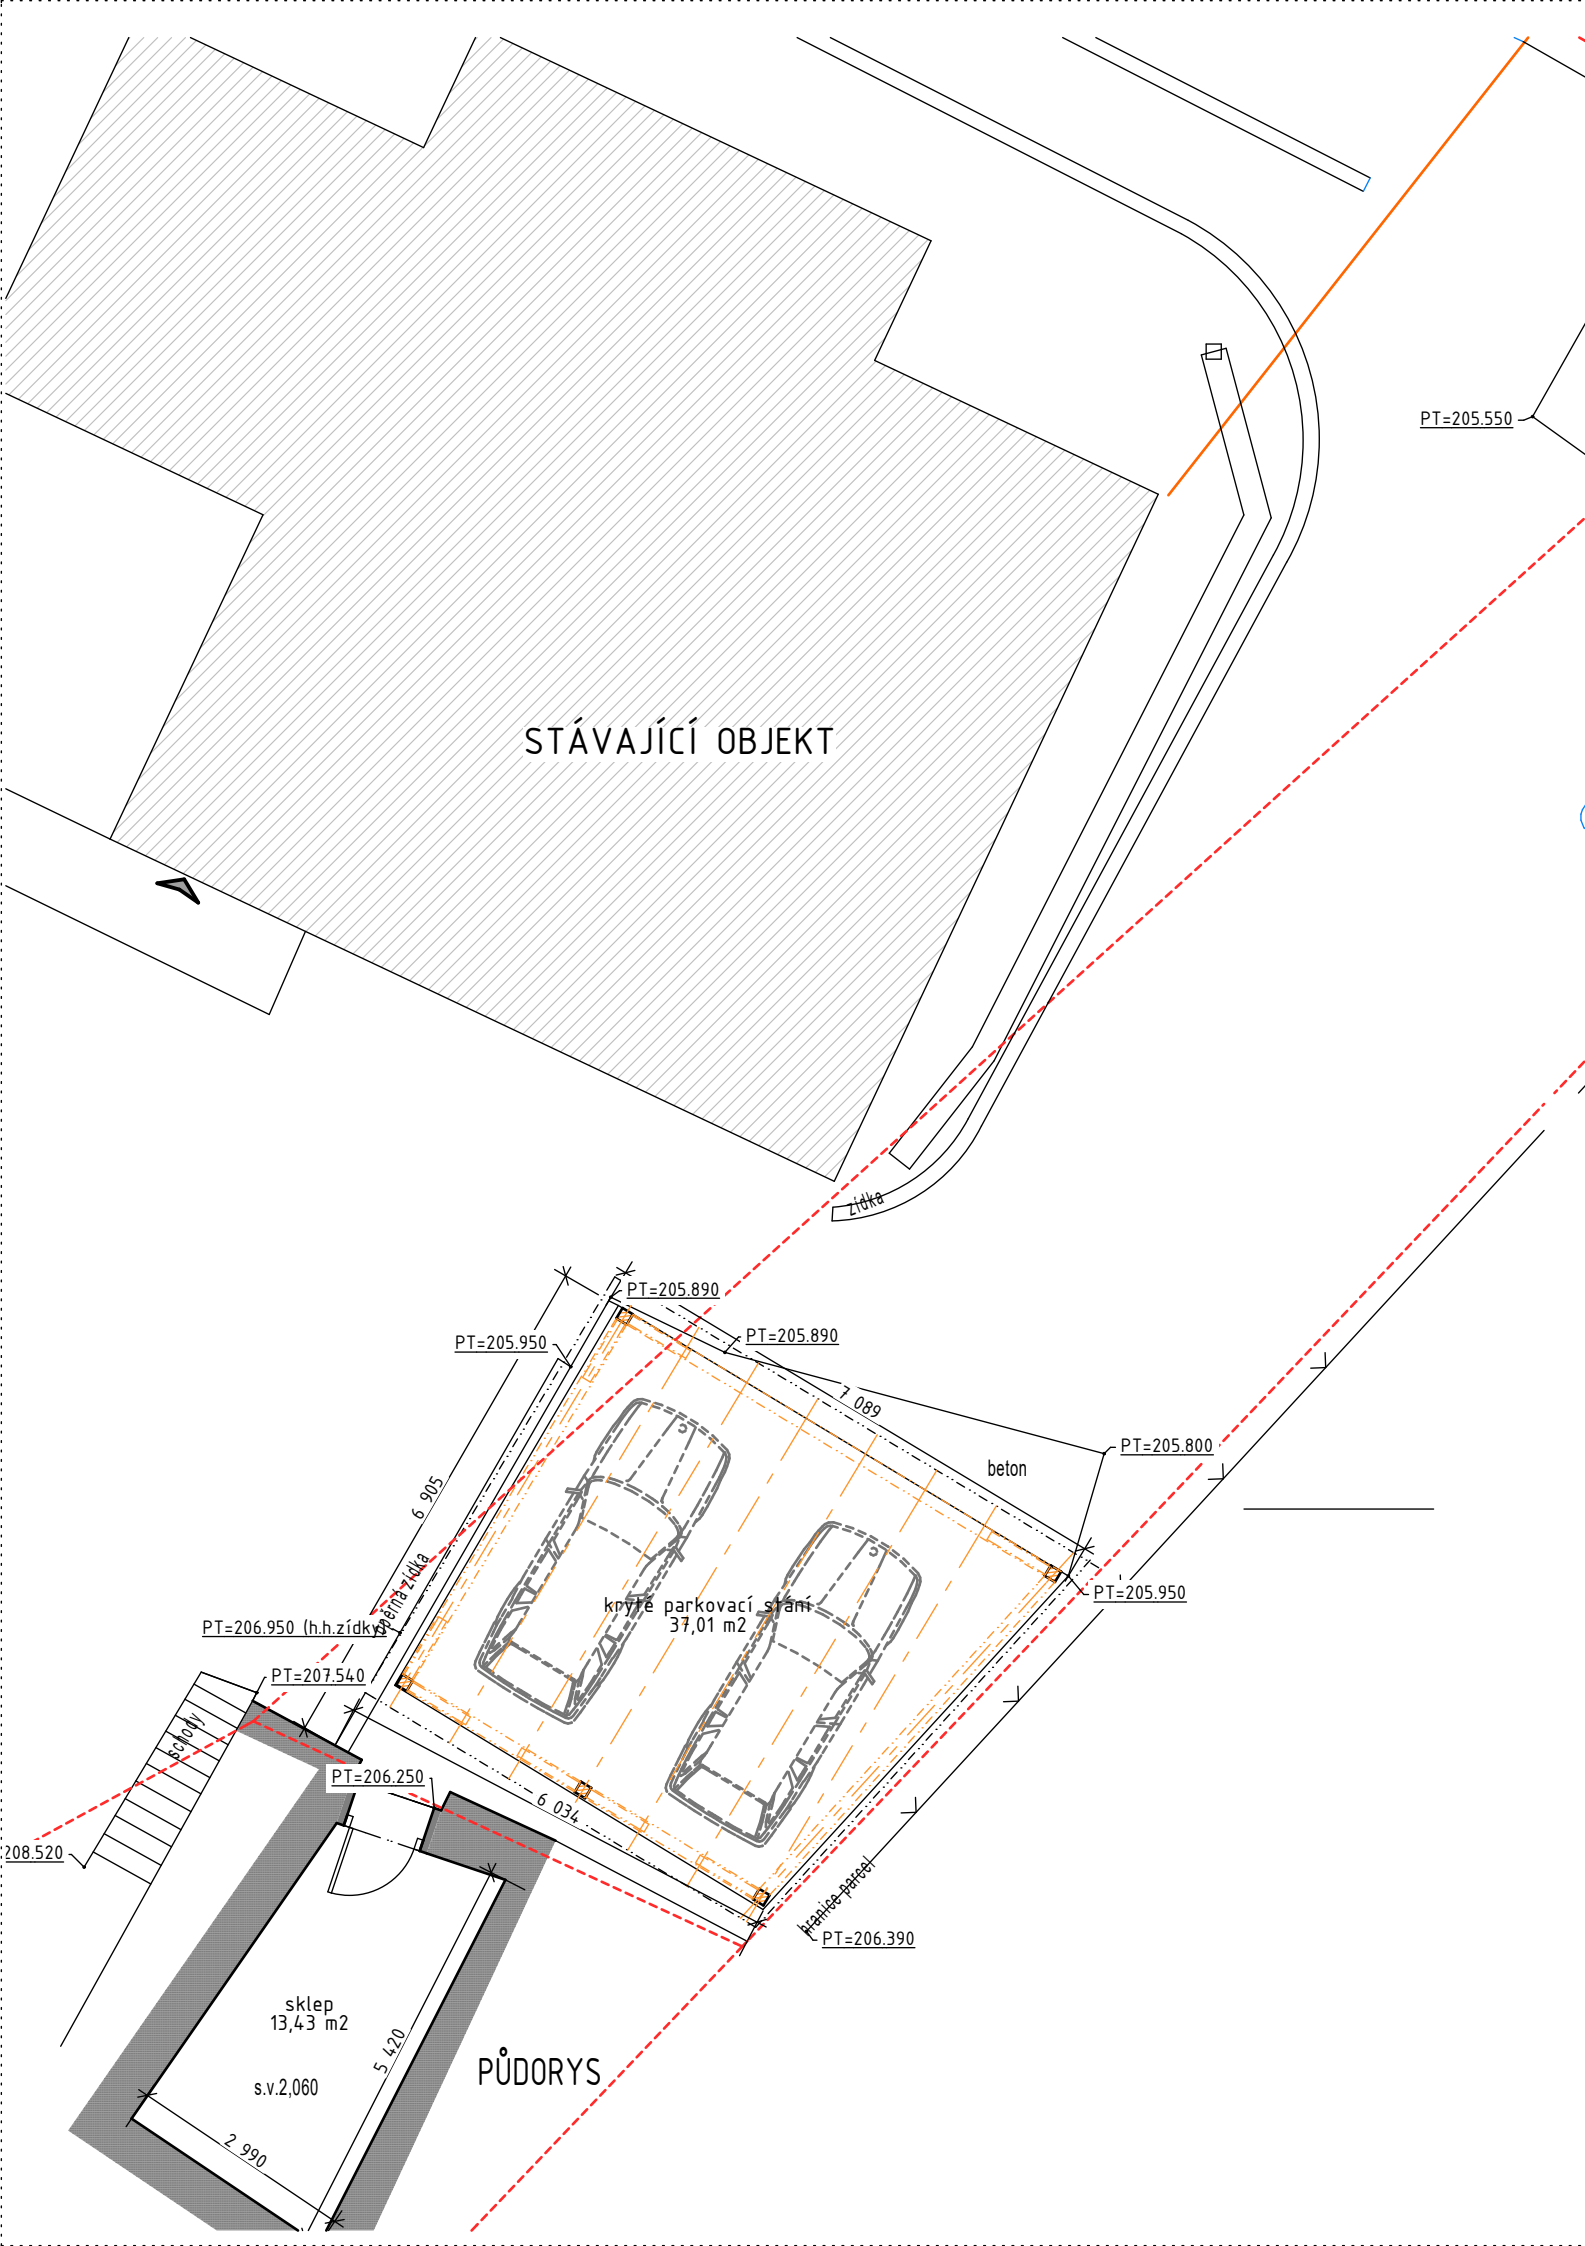 PT=205.550
STÁVAJÍCÍ OBJEKT
zídka
PT=205.890
PT=205.950
PT=205.890
7 089
PT=205.800
beton
6 905
opěrná zídka
kryté parkovací stání
37,01 m2
PT=205.950
PT=206.950 (h.h.zídky)
PT=207.540
schody
PT=206.250
6 034
208.520
hranice parcel
PT=206.390
sklep
13,43 m2
5 420
PŮDORYS
s.v.2,060
2 990